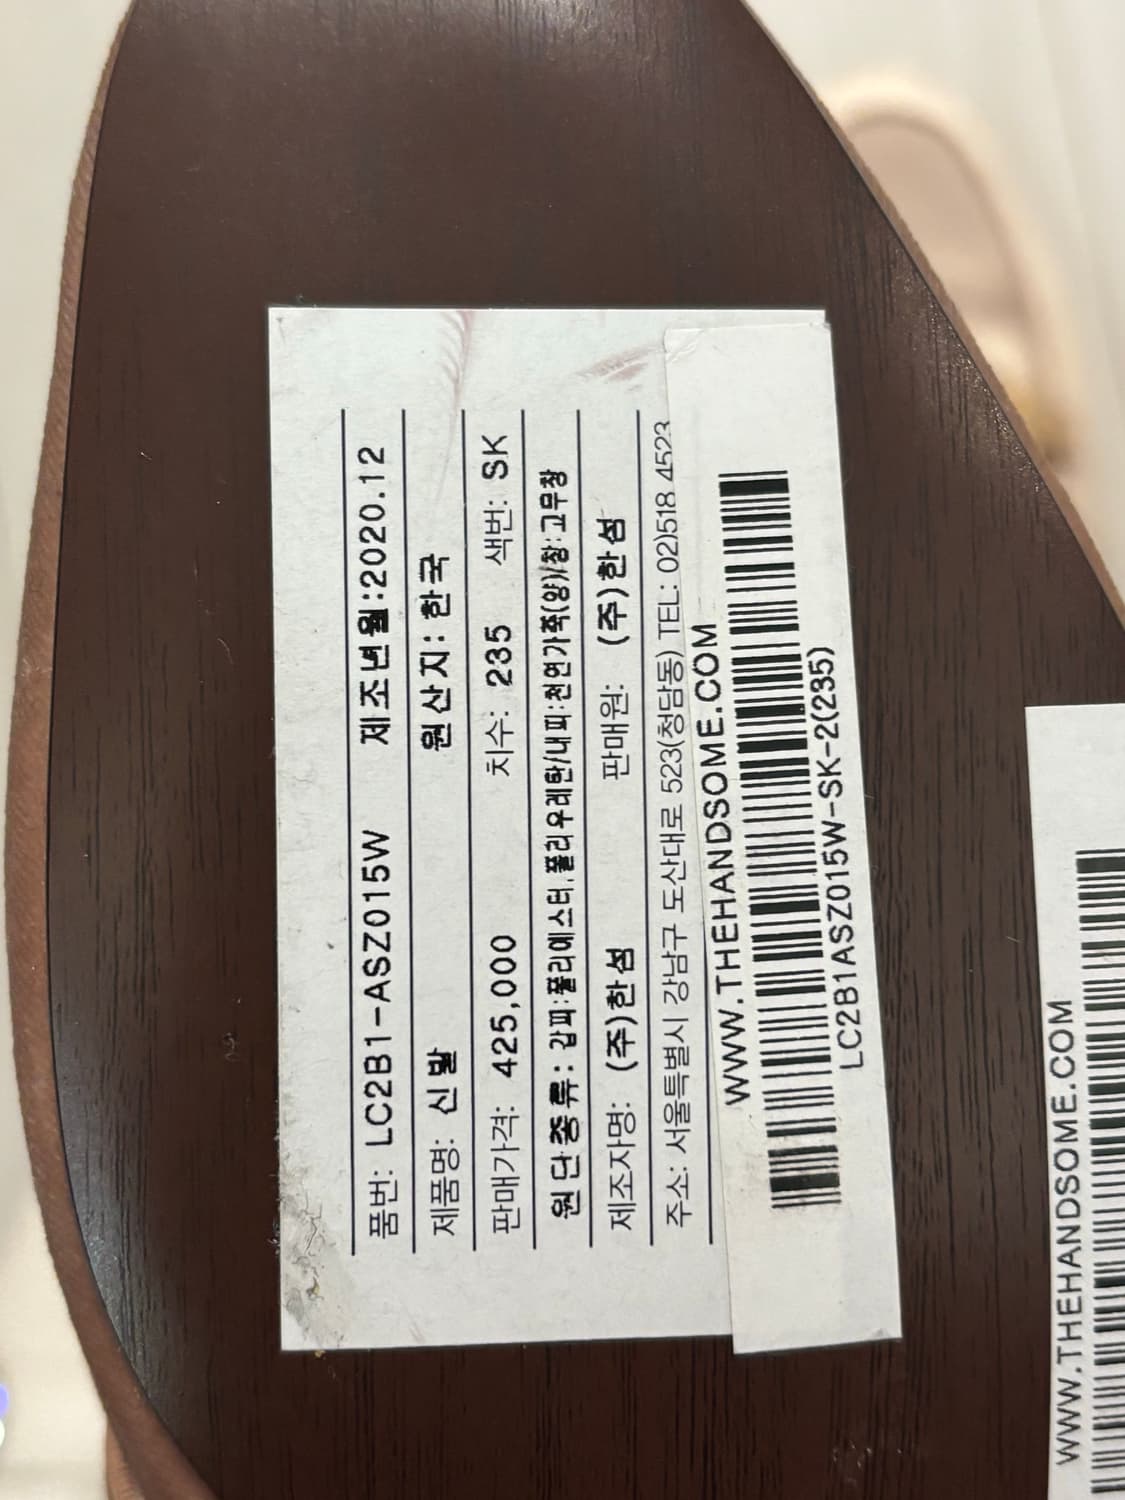 품번: LC2B1-ASZ015W 제조년월:2020.12
제품명: 신발 원산지: 한국
판매가격: 425,000 치수: 235 색번: SK
원단종류: 갑피:폴리에스터,폴리우레탄/내피:천연가죽(양)/창:고무창
제조자명: (주)한섬 판매원: (주)한섬
주소: 서울특별시 강남구 도산대로 523(청담동) TEL: 02)518 4523
WWW.THEHANDSOME.COM
LC2B1ASZ015W-SK-2(235)
WWW.THEHANDSOME.COM